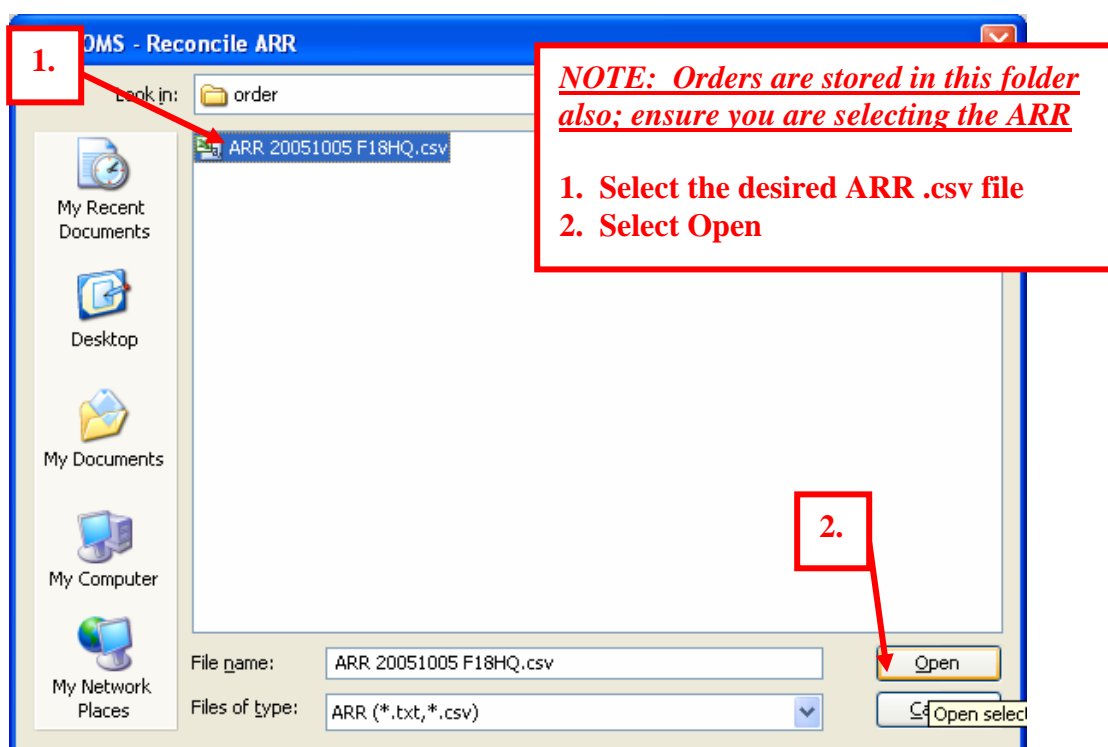 1.
OMS - Reconcile ARR
NOTE: Orders are stored in this folder
also; ensure you are selecting the ARR
1. Select the desired ARR .csv file
2. Select Open
Look in:
order
ARR 20051005 F18HQ.csv
My Recent
Documents
Desktop
My Documents
My Computer
My Network
Places
2.
File name:
ARR 20051005 F18HQ.csv
Open
Files of type:
ARR (*.txt,*.csv)
Open select